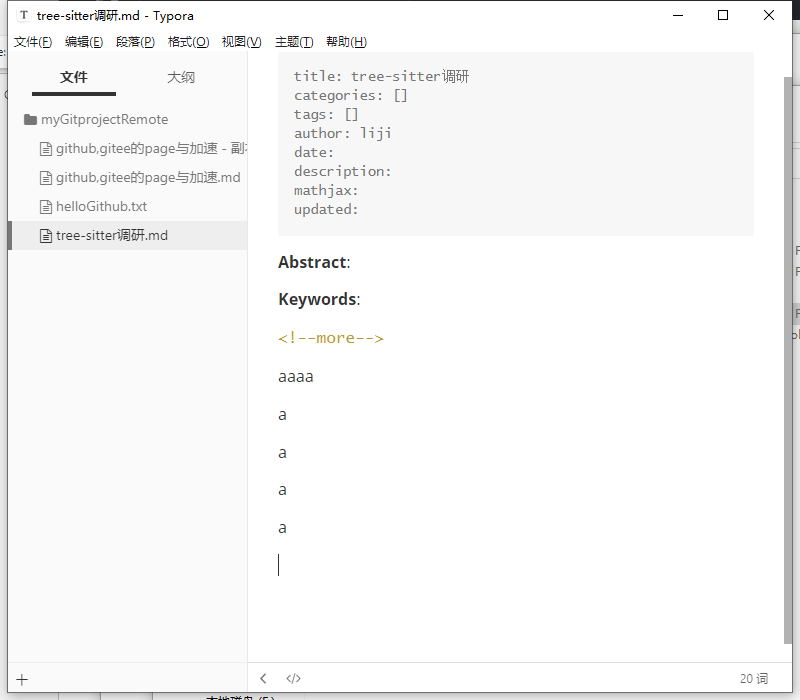 tree-sitter调研.md - Typora
文件(F) 编辑(E) 段落(P) 格式(O) 视图(V) 主题(T) 帮助(H)
文件 大纲
myGitprojectRemote
github,gitee的page与加速 - 副
github,gitee的page与加速.md
helloGithub.txt
tree-sitter调研.md
title: tree-sitter调研
categories: []
tags: []
author: liji
date:
description:
mathjax:
updated:
Abstract:
Keywords:
<!--more-->
aaaa
a
a
a
a
20 词